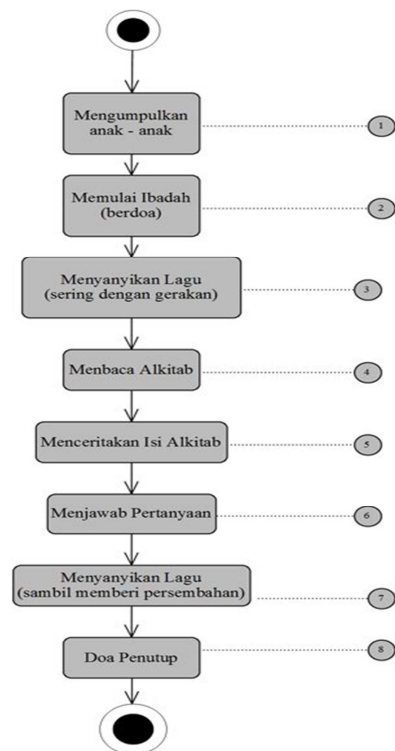 Mengumpulkan
anak - anak
1
Memulai Ibadah
(berdoa)
2
Menyanyikan Lagu
(sering dengan gerakan)
3
Menbaca Alkitab
4
Menceritakan Isi Alkitab
5
Menjawab Pertanyaan
6
Menyanyikan Lagu
(sambil memberi persembahan)
7
Doa Penutup
8